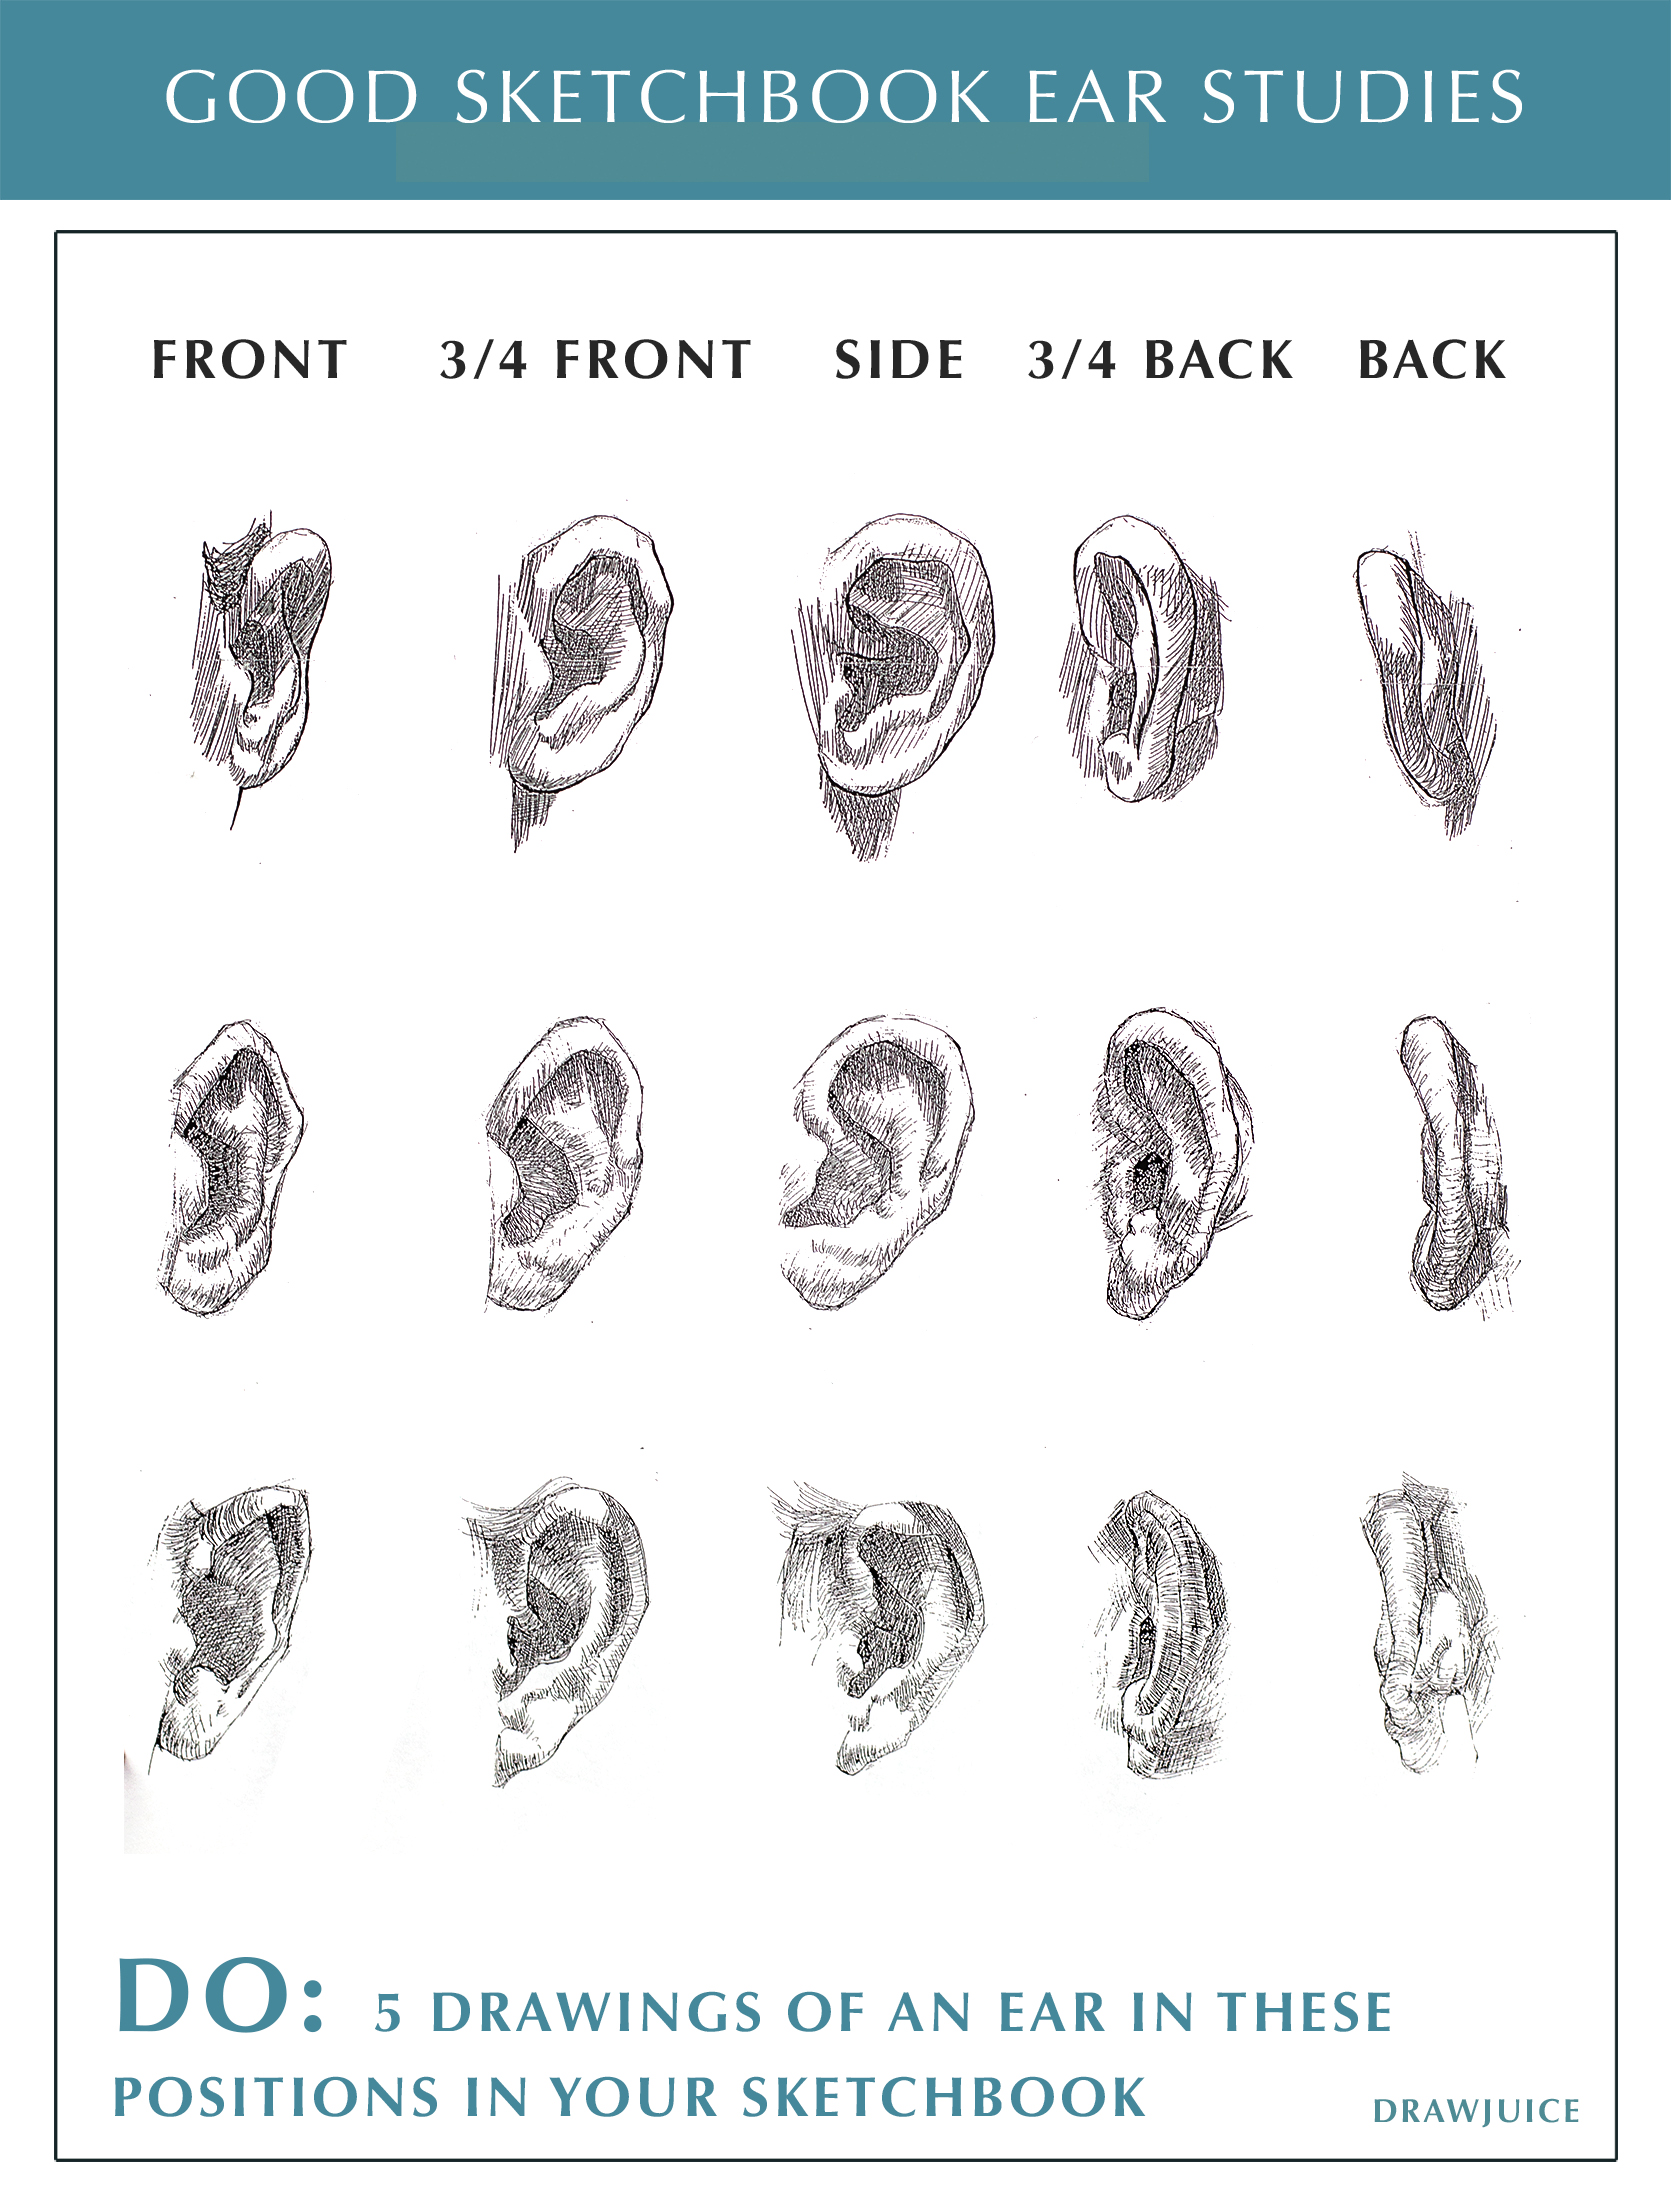 GOOD SKETCHBOOK EAR STUDIES
FRONT 3/4 FRONT SIDE 3/4 BACK BACK
DO: 5 DRAWINGS OF AN EAR IN THESE
POSITIONS IN YOUR SKETCHBOOK
DRAWJUICE